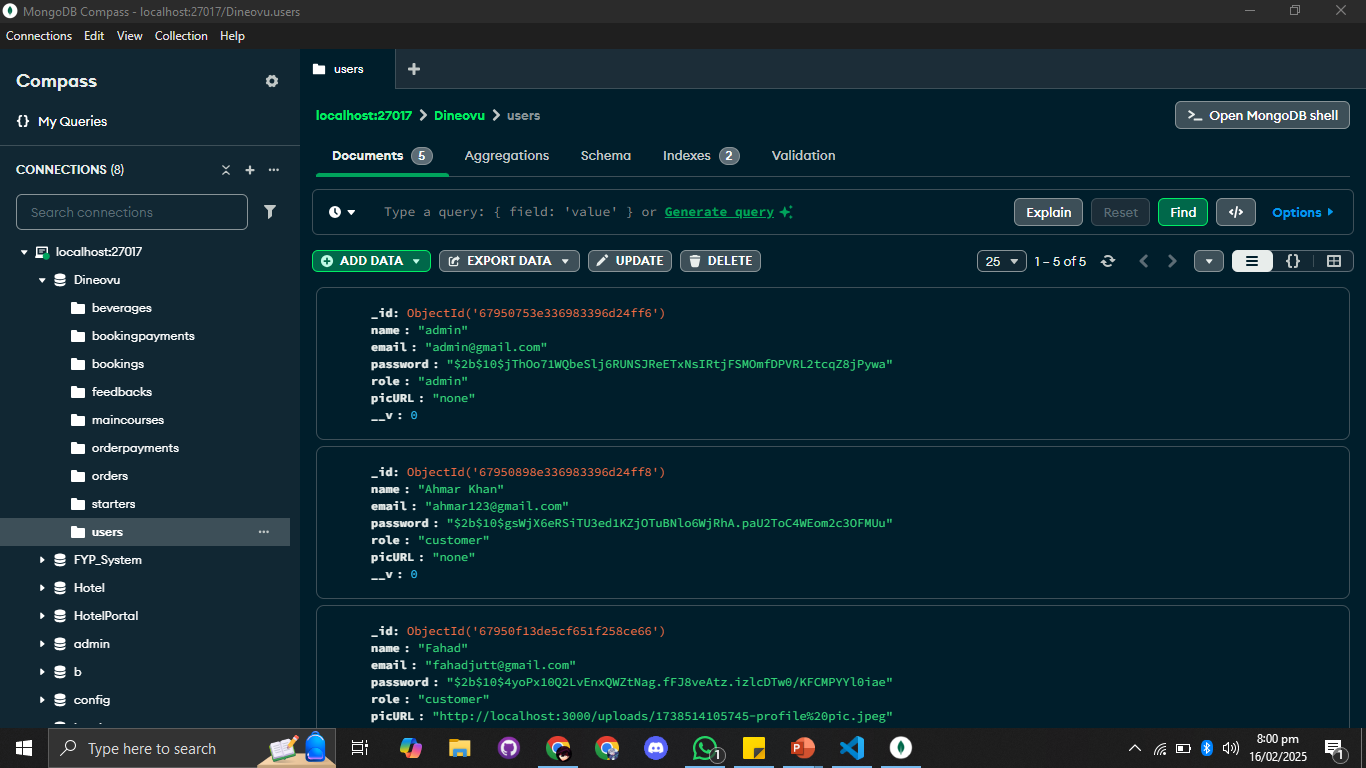 MongoDB Compass - localhost:27017/Dineovu.users
Connections Edit View Collection Help
Compass
{} My Queries
CONNECTIONS (8)
Search connections
localhost:27017
Dineovu
beverages
bookingpayments
bookings
feedbacks
maincourses
orderpayments
orders
starters
users
FYP_System
Hotel
HotelPortal
admin
b
config
users
localhost:27017 > Dineovu > users
>_ Open MongoDB shell
Documents 5 Aggregations Schema Indexes 2 Validation
Type a query: { field: 'value' } or Generate query
Explain Reset Find </> Options
ADD DATA EXPORT DATA UPDATE DELETE
25 1 – 5 of 5 {}
_id: ObjectId('67950753e336983396d24ff6')
name : "admin"
email : "admin@gmail.com"
password : "$2b$10$jThOo71WQbeSlj6RUNSJReETxNsIRtjFSMOmfDPVRL2tcqZ8jPywa"
role : "admin"
picURL : "none"
__v : 0
_id: ObjectId('67950898e336983396d24ff8')
name : "Ahmar Khan"
email : "ahmar123@gmail.com"
password : "$2b$10$gsWjX6eRSiTU3ed1KZjOTuBNlo6WjRhA.paU2ToC4WEom2c3OFMUu"
role : "customer"
picURL : "none"
__v : 0
_id: ObjectId('67950f13de5cf651f258ce66')
name : "Fahad"
email : "fahadjutt@gmail.com"
password : "$2b$10$4yoPx10Q2LvEnxQWZtNag.fFJ8veAtz.izlcDTw0/KFCMPYYl0iae"
role : "customer"
picURL : "http://localhost:3000/uploads/1738514105745-profile%20pic.jpeg"
Type here to search
8:00 pm
16/02/2025